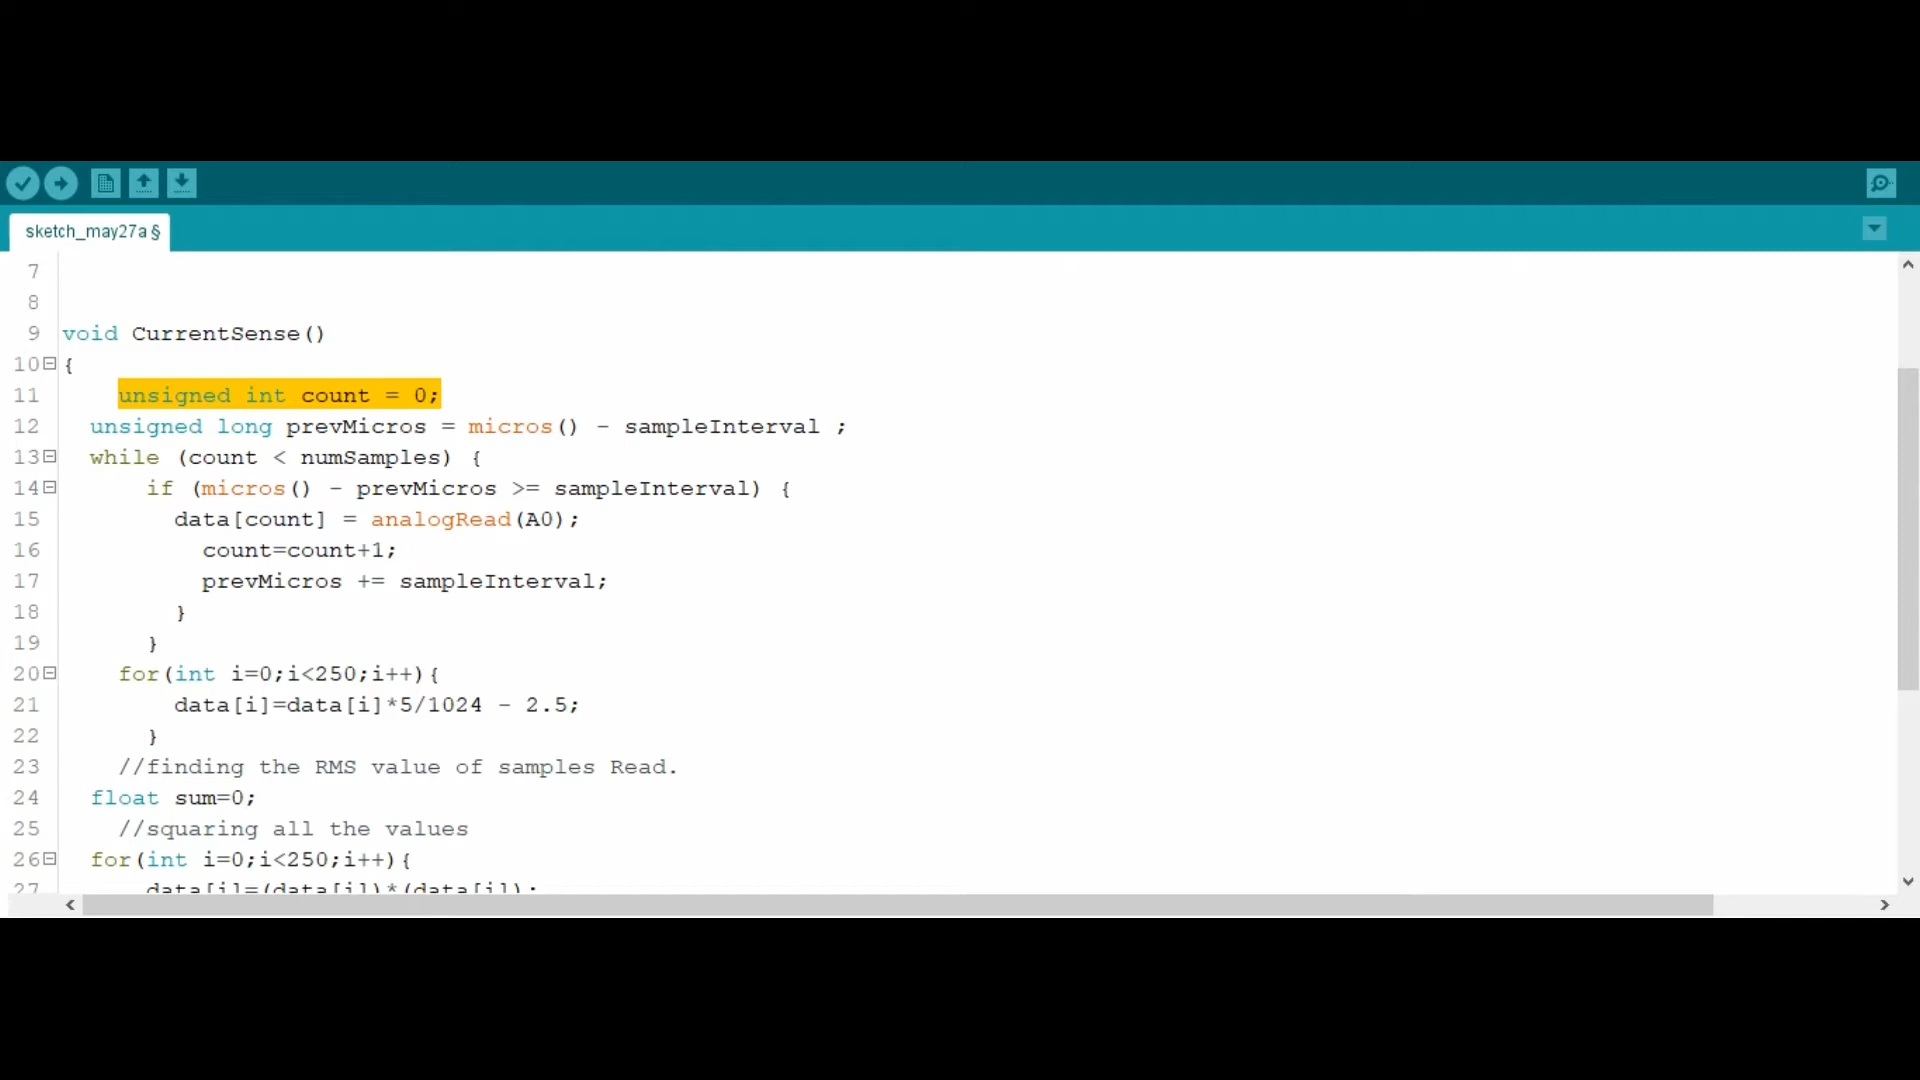 sketch_may27a §
7
8
9 void CurrentSense()
10 {
11 unsigned int count = 0;
12 unsigned long prevMicros = micros() - sampleInterval ;
13 while (count < numSamples) {
14 if (micros() - prevMicros >= sampleInterval) {
15 data[count] = analogRead(A0);
16 count=count+1;
17 prevMicros += sampleInterval;
18 }
19 }
20 for(int i=0;i<250;i++){
21 data[i]=data[i]*5/1024 - 2.5;
22 }
23 //finding the RMS value of samples Read.
24 float sum=0;
25 //squaring all the values
26 for(int i=0;i<250;i++){
27 data[i]=(data[i])*(data[i]);